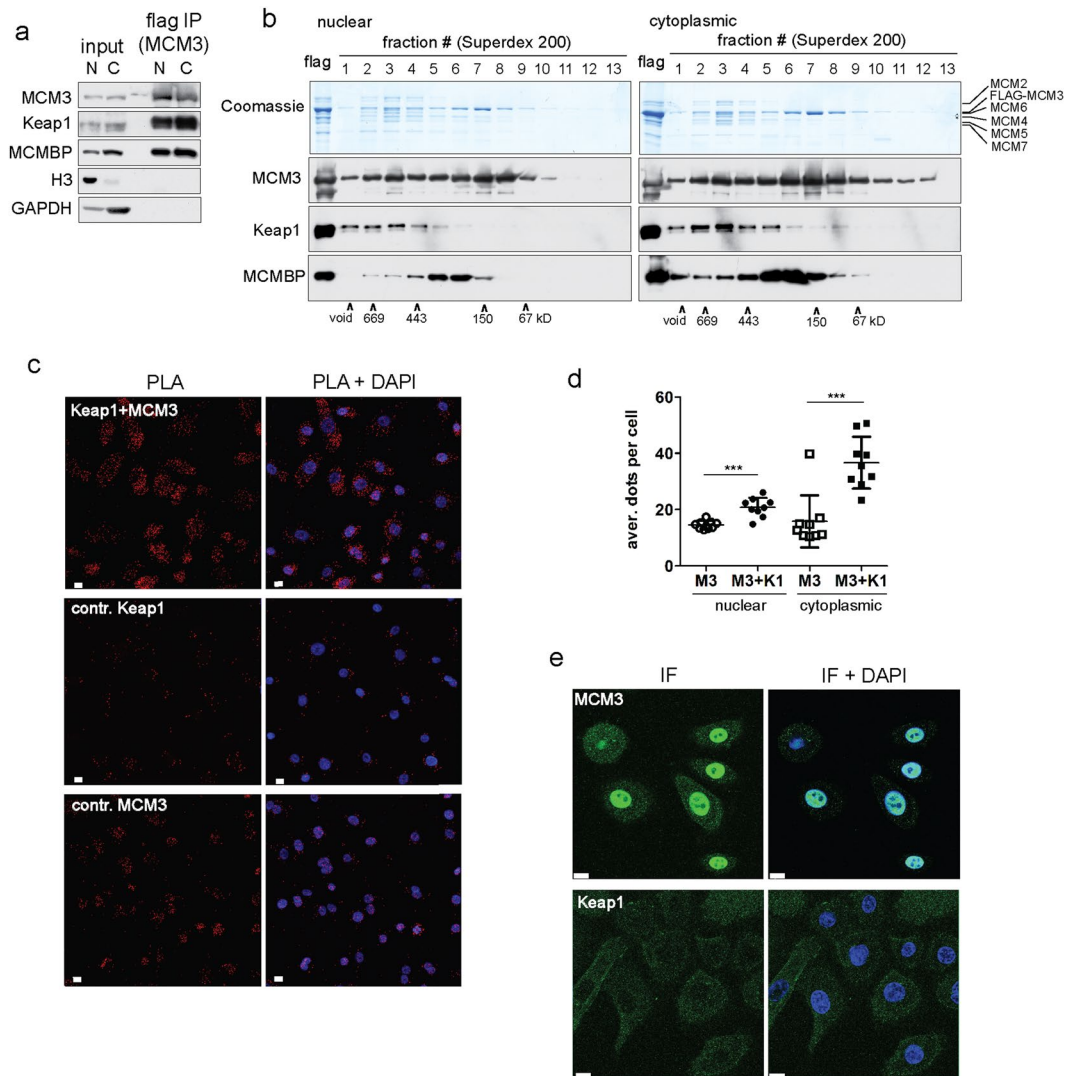 a
input
flag IP
(MCM3)
N C N C
MCM3
Keap1
MCMBP
H3
GAPDH
b
nuclear
fraction # (Superdex 200)
flag 1 2 3 4 5 6 7 8 9 10 11 12 13
cytoplasmic
fraction # (Superdex 200)
flag 1 2 3 4 5 6 7 8 9 10 11 12 13
Coomassie
MCM2
FLAG-MCM3
MCM6
MCM4
MCM5
MCM7
MCM3
Keap1
MCMBP
void 669 443 150 67 kD
void 669 443 150 67 kD
c
PLA PLA + DAPI
Keap1+MCM3
contr. Keap1
contr. MCM3
d
aver. dots per cell
60
40
20
0
*** ***
M3 M3+K1 M3 M3+K1
nuclear cytoplasmic
e
IF IF + DAPI
MCM3
Keap1